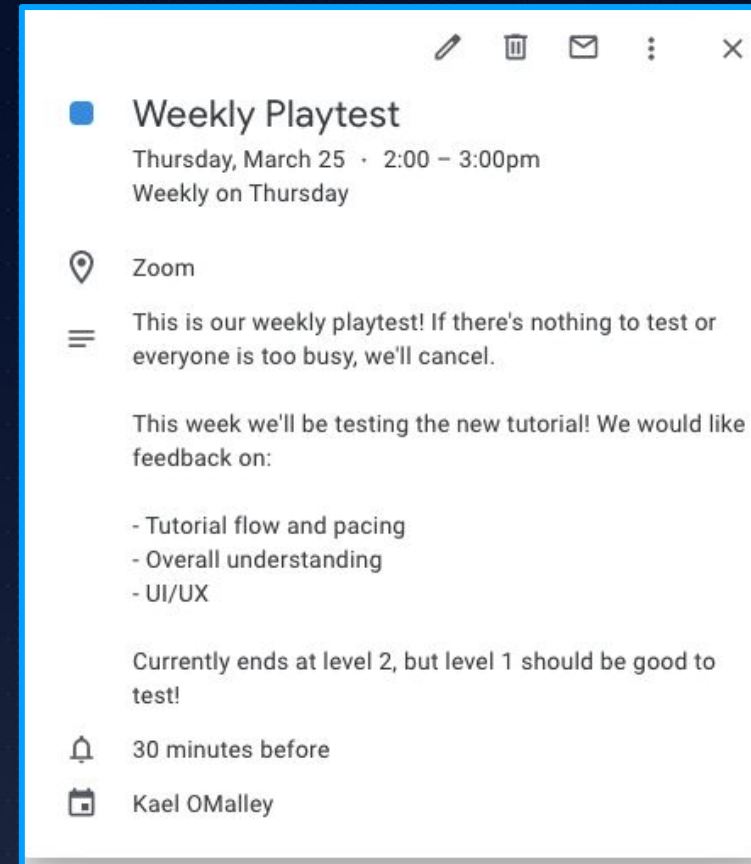 Weekly Playtest
Thursday, March 25 · 2:00 – 3:00pm
Weekly on Thursday
Zoom
This is our weekly playtest! If there's nothing to test or
everyone is too busy, we'll cancel.
This week we'll be testing the new tutorial! We would like
feedback on:
- Tutorial flow and pacing
- Overall understanding
- UI/UX
Currently ends at level 2, but level 1 should be good to
test!
30 minutes before
Kael OMalley